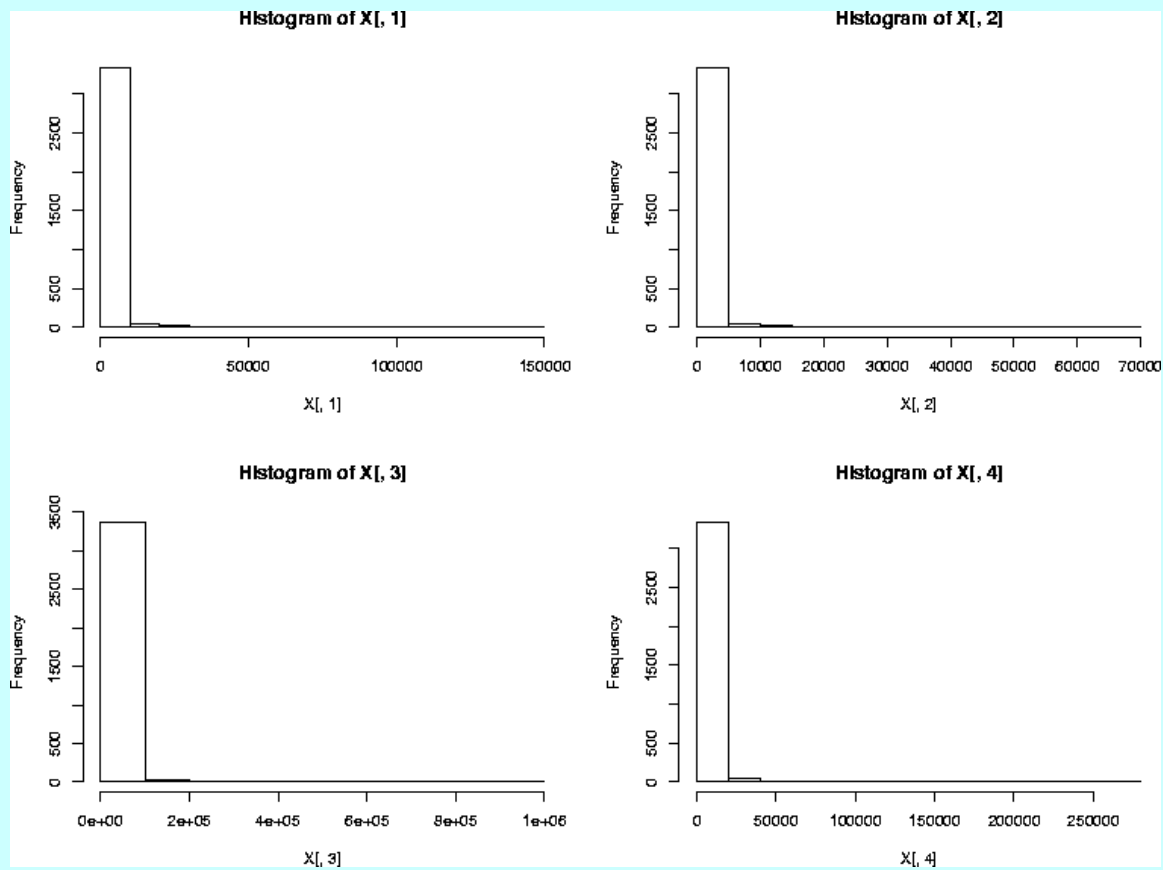 Histogram of X[, 1]
Frequency
2500
1500
500
0
0 50000 100000 150000
X[, 1]
Histogram of X[, 2]
Frequency
2500
1500
500
0
0 10000 20000 30000 40000 50000 60000 70000
X[, 2]
Histogram of X[, 3]
Frequency
3500
2500
1500
500
0
0e+00 2e+05 4e+05 6e+05 8e+05 1e+06
X[, 3]
Histogram of X[, 4]
Frequency
2500
1500
500
0
0 50000 100000 150000 200000 250000
X[, 4]